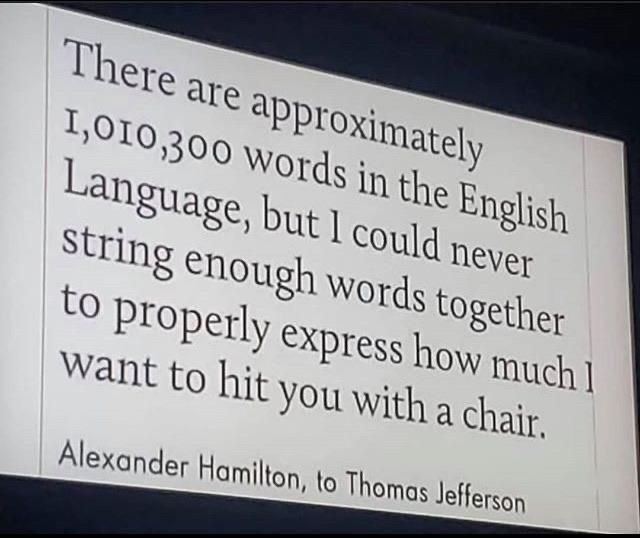 There are approximately
1,010,300 words in the English
Language, but I could never
string enough words together
to properly express how much I
want to hit you with a chair.
Alexander Hamilton, to Thomas Jefferson